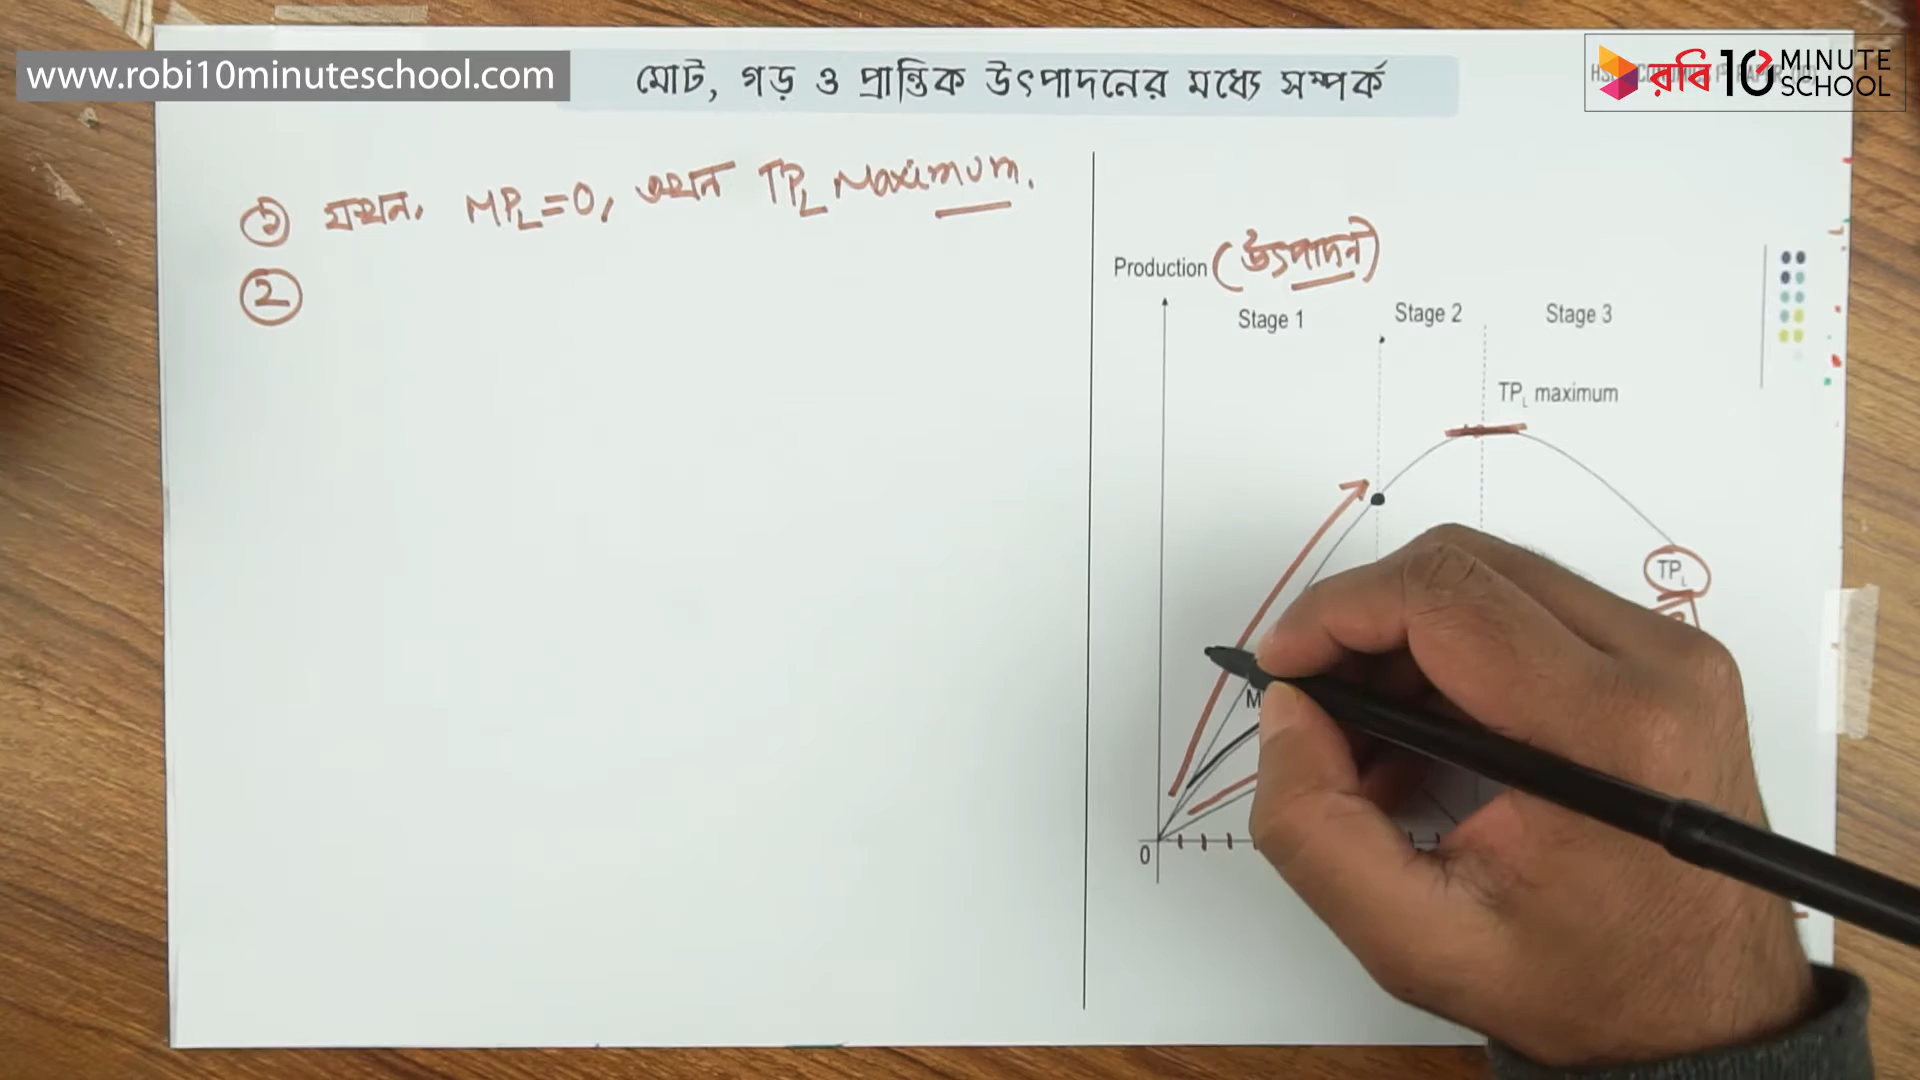 www.robi10minuteschool.com
মোট, গড় ও প্রান্তিক উৎপাদনের মধ্যে সম্পর্ক
রবি 10 MINUTE SCHOOL
① যখন, MPL=0, তখন TPL Maximum.
②
Production (উৎপাদন)
Stage 1
Stage 2
Stage 3
TPL maximum
TPL
M
0